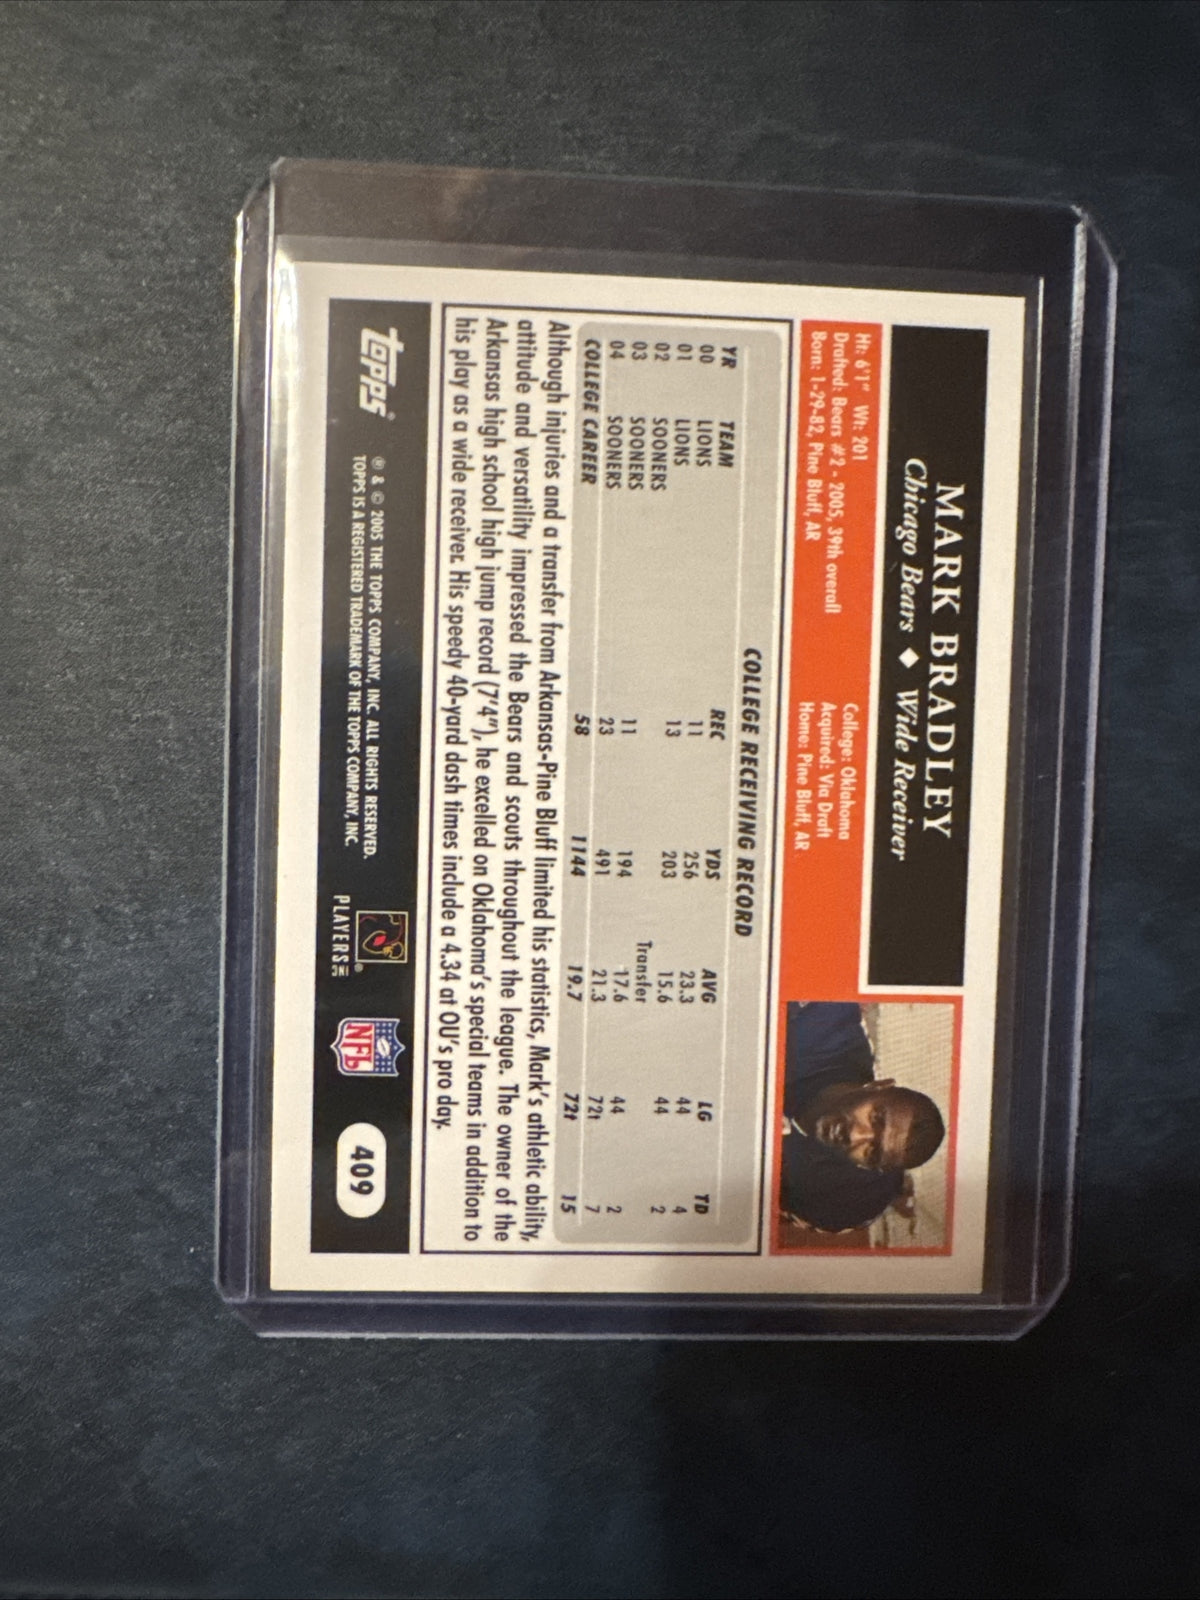 MARK BRADLEY
Chicago Bears ◆ Wide Receiver
Ht: 6'1" Wt: 201 College: Oklahoma
Drafted: Bears #2 - 2005, 39th overall Acquired: Via Draft
Born: 1-29-82, Pine Bluff, AR Home: Pine Bluff, AR
COLLEGE RECEIVING RECORD
YR TEAM REC YDS AVG LG TD
00 LIONS 11 256 23.3 44 4
01 LIONS 13 203 15.6 44 2
02 SOONERS Transfer
03 SOONERS 11 194 17.6 44 2
04 SOONERS 23 491 21.3 72t 7
COLLEGE CAREER 58 1144 19.7 72t 15
Although injuries and a transfer from Arkansas-Pine Bluff limited his statistics, Mark's athletic ability,
attitude and versatility impressed the Bears and scouts throughout the league. The owner of the
Arkansas high school high jump record (7'4"), he excelled on Oklahoma's special teams in addition to
his play as a wide receiver. His speedy 40-yard dash times include a 4.34 at OU's pro day.
topps®
® & © 2005 THE TOPPS COMPANY, INC. ALL RIGHTS RESERVED.
TOPPS IS A REGISTERED TRADEMARK OF THE TOPPS COMPANY, INC.
PLAYERS INC
NFL
409